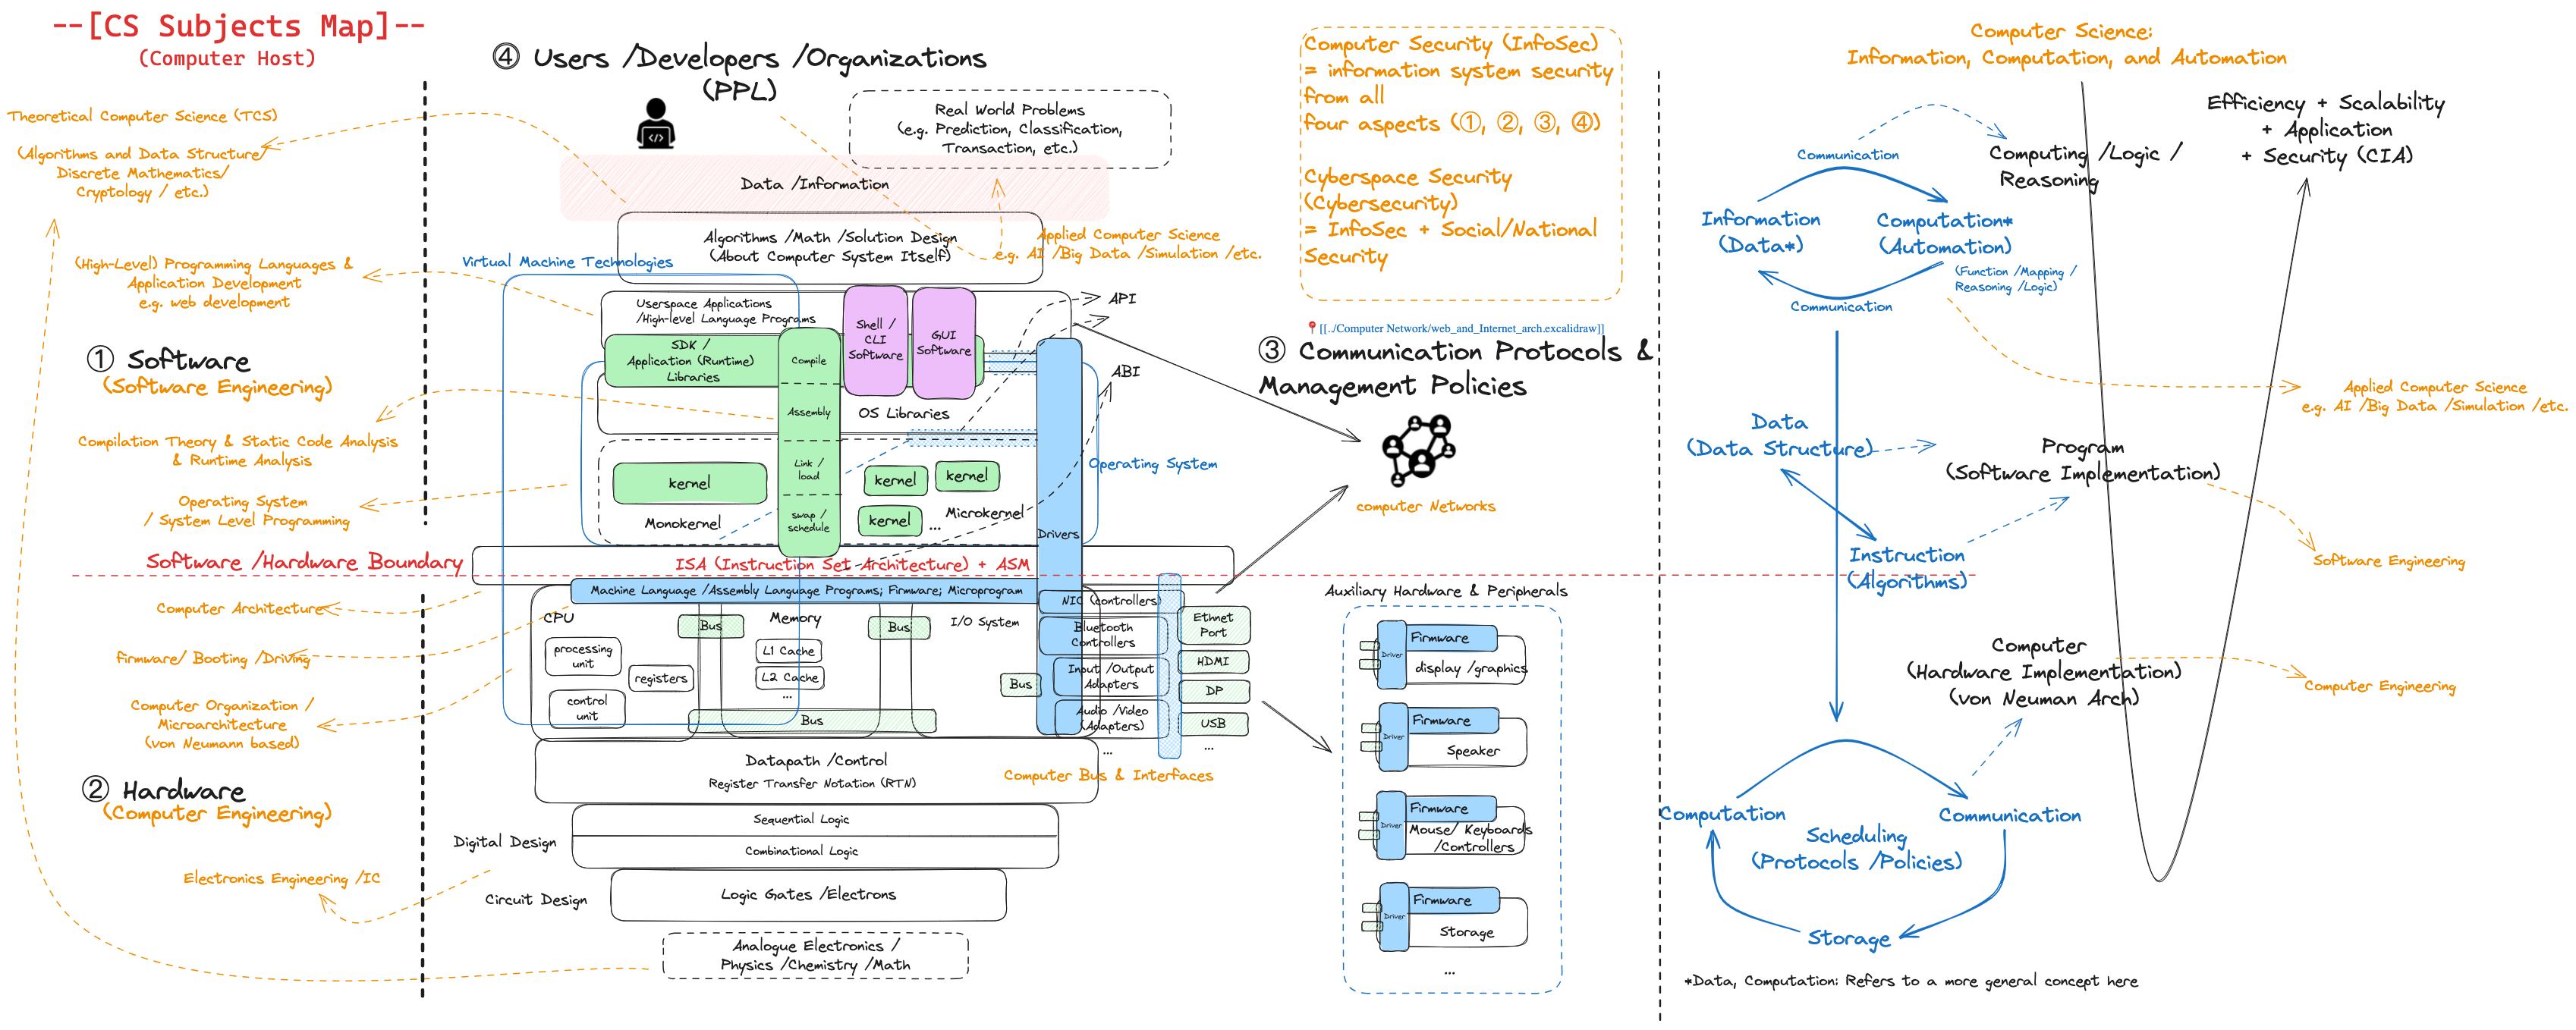 --[CS Subjects Map]--
(Computer Host)
Theoretical Computer Science (TCS)
(Algorithms and Data Structure/
Discrete Mathematics/
Cryptology / etc.)
(High-Level) Programming Languages &
Application Development
e.g. web development
① Software
(Software Engineering)
Compilation Theory & Static Code Analysis
& Runtime Analysis
Operating System
/ System Level Programming
Software /Hardware Boundary
Computer Architecture
firmware/ Booting /Driving
Computer Organization /
Microarchitecture
(von Neumann based)
② Hardware
(Computer Engineering)
Electronics Engineering /IC
④ Users /Developers /Organizations
(PPL)
Real World Problems
(e.g. Prediction, Classification,
Transaction, etc.)
Data /Information
Algorithms /Math /Solution Design
(About Computer System Itself)
Applied Computer Science
e.g. AI /Big Data /Simulation /etc.
Virtual Machine Technologies
Userspace Applications
/High-level Language Programs
Shell /
CLI
Software
GUI
Software
API
SDK /
Application (Runtime)
Libraries
Compile
Assembly
Link /
load
swap /
schedule
OS Libraries
ABI
Operating System
kernel
Monokernel
kernel
kernel
kernel
...
Microkernel
Drivers
ISA (Instruction Set Architecture) + ASM
Machine Language /Assembly Language Programs; Firmware; Microprogram
CPU
processing
unit
registers
control
unit
Bus
Memory
L1 Cache
L2 Cache
...
Bus
I/O System
Bus
Bus
NIC (controllers)
Bluetooth
Controllers
Input /Output
Adapters
Audio /Video
(Adapters)
...
Ethnet
Port
HDMI
DP
USB
...
Datapath /Control
Register Transfer Notation (RTN)
Computer Bus & Interfaces
Digital Design
Sequential Logic
Combinational Logic
Circuit Design
Logic Gates /Electrons
Analogue Electronics /
Physics /Chemistry /Math
Computer Security (InfoSec)
= information system security
from all
four aspects (①, ②, ③, ④)
Cyberspace Security
(Cybersecurity)
= InfoSec + Social/National
Security
[[../Computer Network/web_and_Internet_arch.excalidraw]]
③ Communication Protocols &
Management Policies
computer Networks
Auxiliary Hardware & Peripherals
Driver
Firmware
display /graphics
Driver
Firmware
Speaker
Driver
Firmware
Mouse/ Keyboards
/Controllers
Driver
Firmware
Storage
...
Computer Science:
Information, Computation, and Automation
Efficiency + Scalability
+ Application
+ Security (CIA)
Communication
Computing /Logic /
Reasoning
Information
(Data*)
Computation*
(Automation)
(Function /Mapping /
Reasoning /Logic)
Communication
Applied Computer Science
e.g. AI /Big Data /Simulation /etc.
Data
(Data Structure)
Program
(Software Implementation)
Instruction
(Algorithms)
Software Engineering
Computer
(Hardware Implementation)
(von Neuman Arch)
Computer Engineering
Computation
Communication
Scheduling
(Protocols /Policies)
Storage
*Data, Computation: Refers to a more general concept here